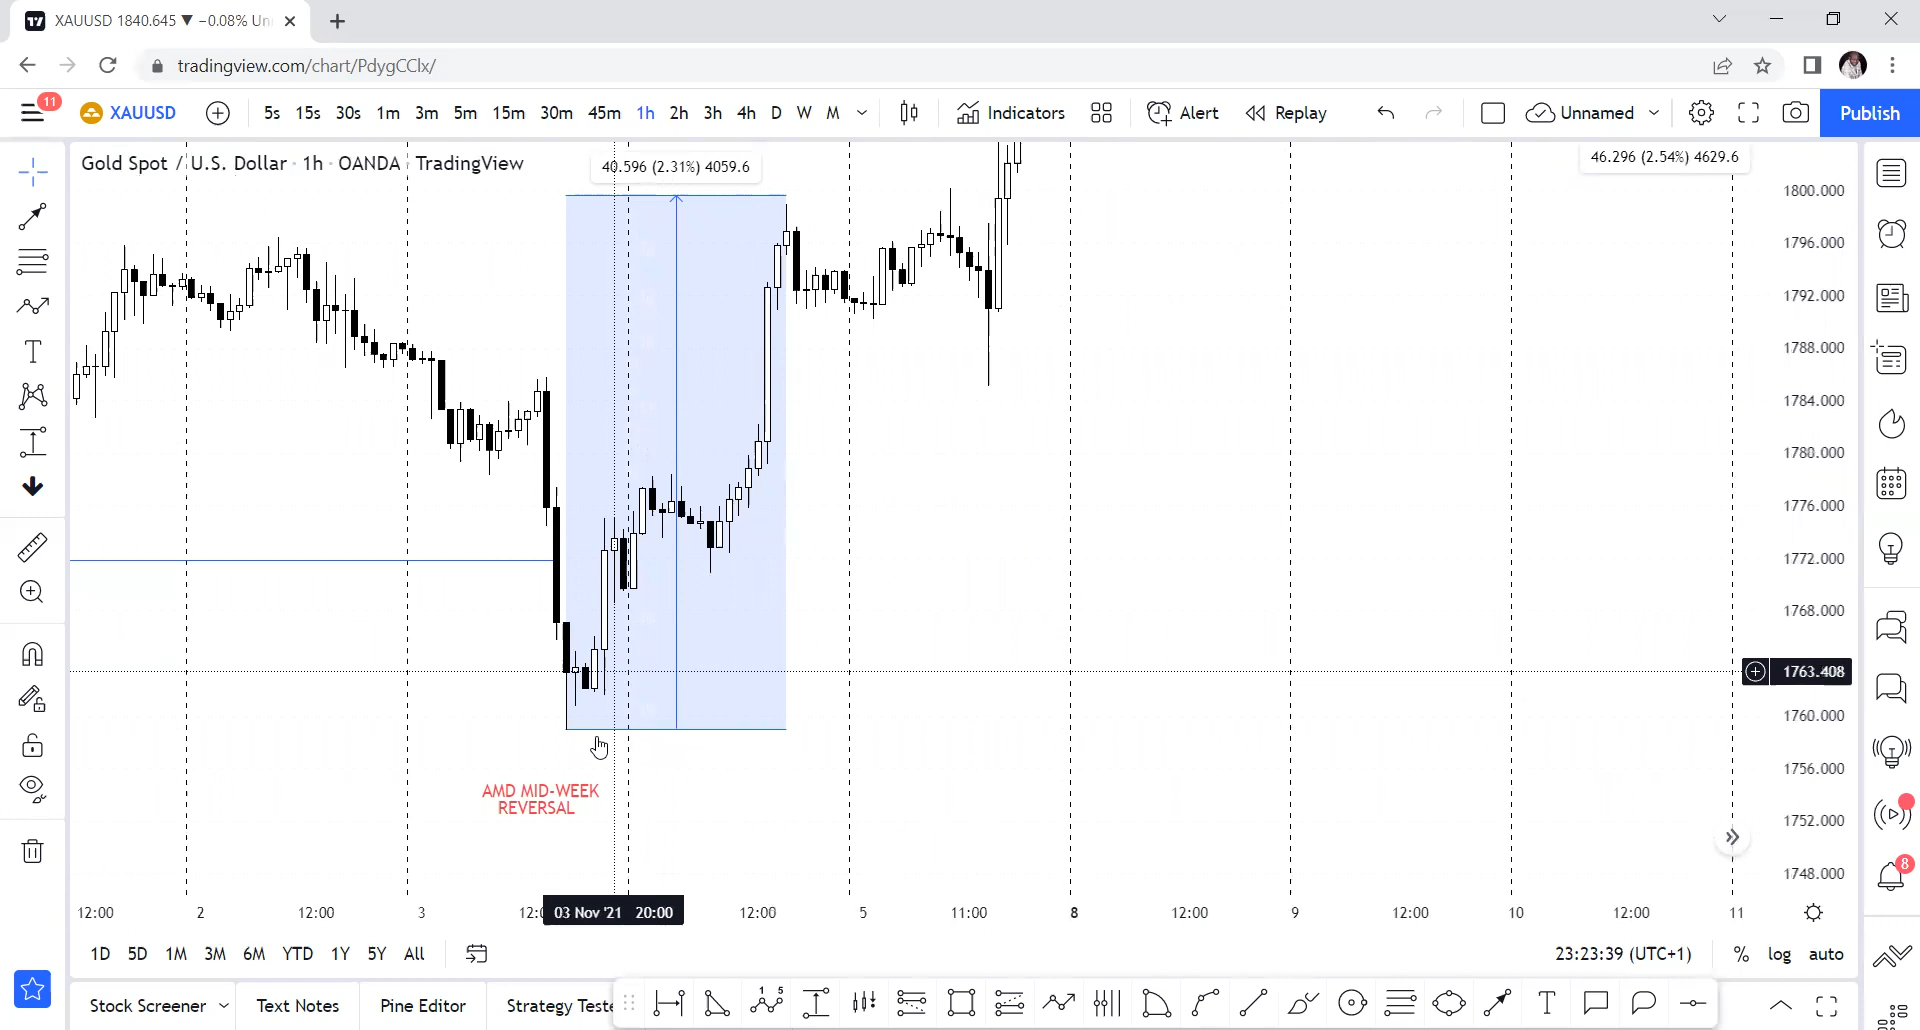 XAUUSD 1840.645 ▼ −0.08% Un
tradingview.com/chart/PdygCClx/
11
XAUUSD 5s 15s 30s 1m 3m 5m 15m 30m 45m 1h 2h 3h 4h D W M Indicators Alert Replay Unnamed Publish
Gold Spot / U.S. Dollar · 1h · OANDA · TradingView
40.596 (2.31%) 4059.6
46.296 (2.54%) 4629.6
1800.000
1796.000
1792.000
1788.000
1784.000
1780.000
1776.000
1772.000
1768.000
1763.408
1760.000
1756.000
1752.000
1748.000
AMD MID-WEEK
REVERSAL
8
12:00 2 12:00 3 12:0 03 Nov '21 20:00 12:00 5 11:00 8 12:00 9 12:00 10 12:00 11
1D 5D 1M 3M 6M YTD 1Y 5Y All 23:23:39 (UTC+1) % log auto
Stock Screener Text Notes Pine Editor Strategy Teste